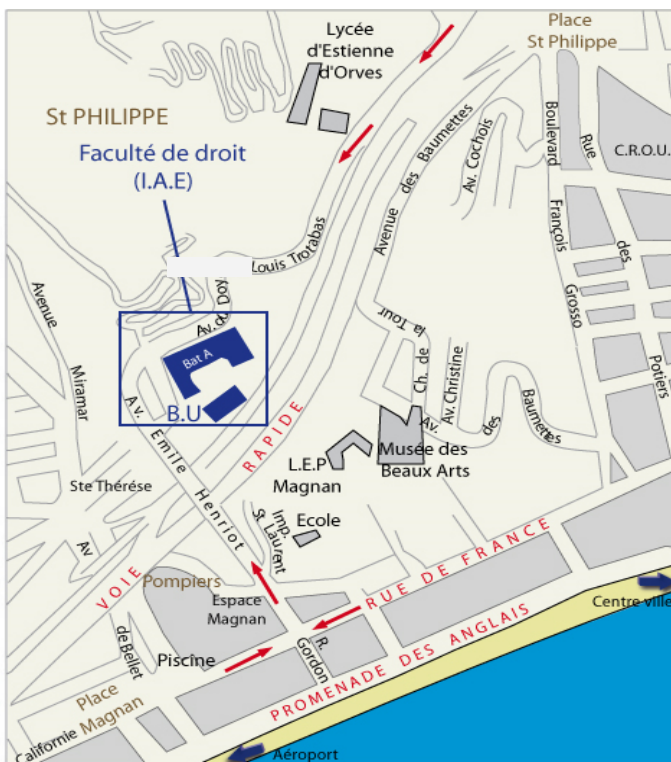 Lycée
d'Estienne
d'Orves
Place
St Philippe
St PHILIPPE
Faculté de droit
(I.A.E)
C.R.O.U.
Boulevard
François
Grosso
Rue
des
Potiers
Av. Cochois
Avenue des Baumettes
Louis Trotabas
Av. du Doy
Bat A
B.U
Avenue
Miramar
Av. Emile Henriot
Ch. de la Tour
Av. Christine
Av. des Baumettes
VOIE RAPIDE
L.E.P
Magnan
Musée des
Beaux Arts
Ste Thérése
Ecole
Imp.
St Laurent
Av
de Bellet
Pompiers
Espace
Magnan
RUE DE FRANCE
Centre ville
R.
Gordon
Piscîne
PROMENADE DES ANGLAIS
Place
Magnan
Californie
Aéroport